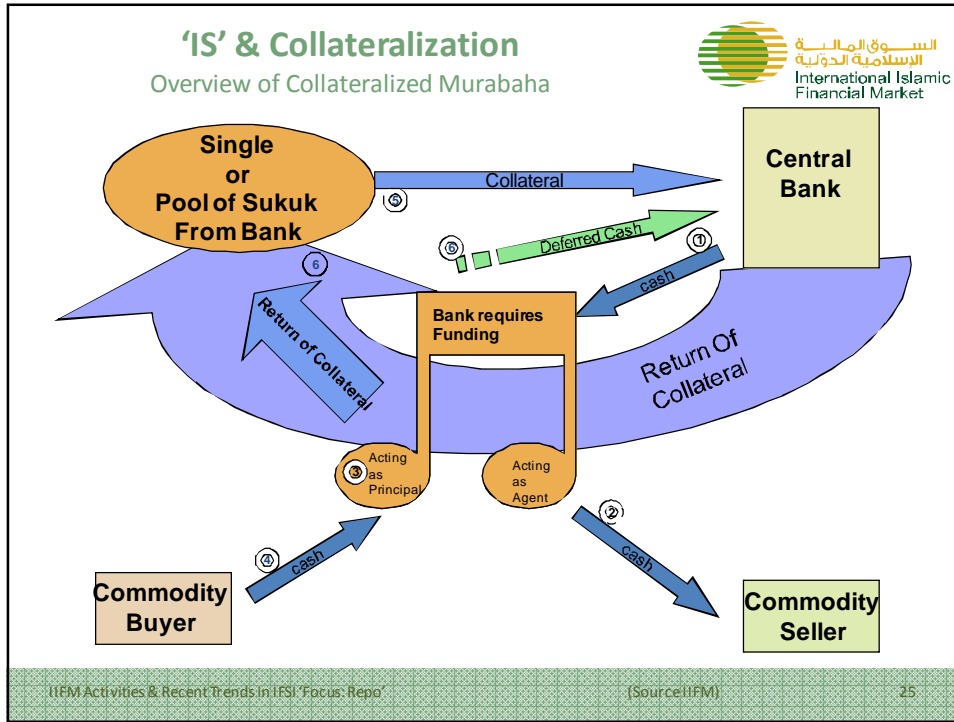 'IS' & Collateralization
Overview of Collateralized Murabaha
الســوق الماليــة
الإسلامية الدولية
International Islamic
Financial Market
Single
or
Pool of Sukuk
From Bank
Collateral
5
Central
Bank
6
Deferred Cash
1
cash
6
Return of Collateral
Bank requires
Funding
Return Of
Collateral
3
Acting
as
Principal
Acting
as
Agent
2
cash
4
cash
Commodity
Buyer
Commodity
Seller
IIFM Activities & Recent Trends in IFSI 'Focus: Repo'
(Source IIFM)
25